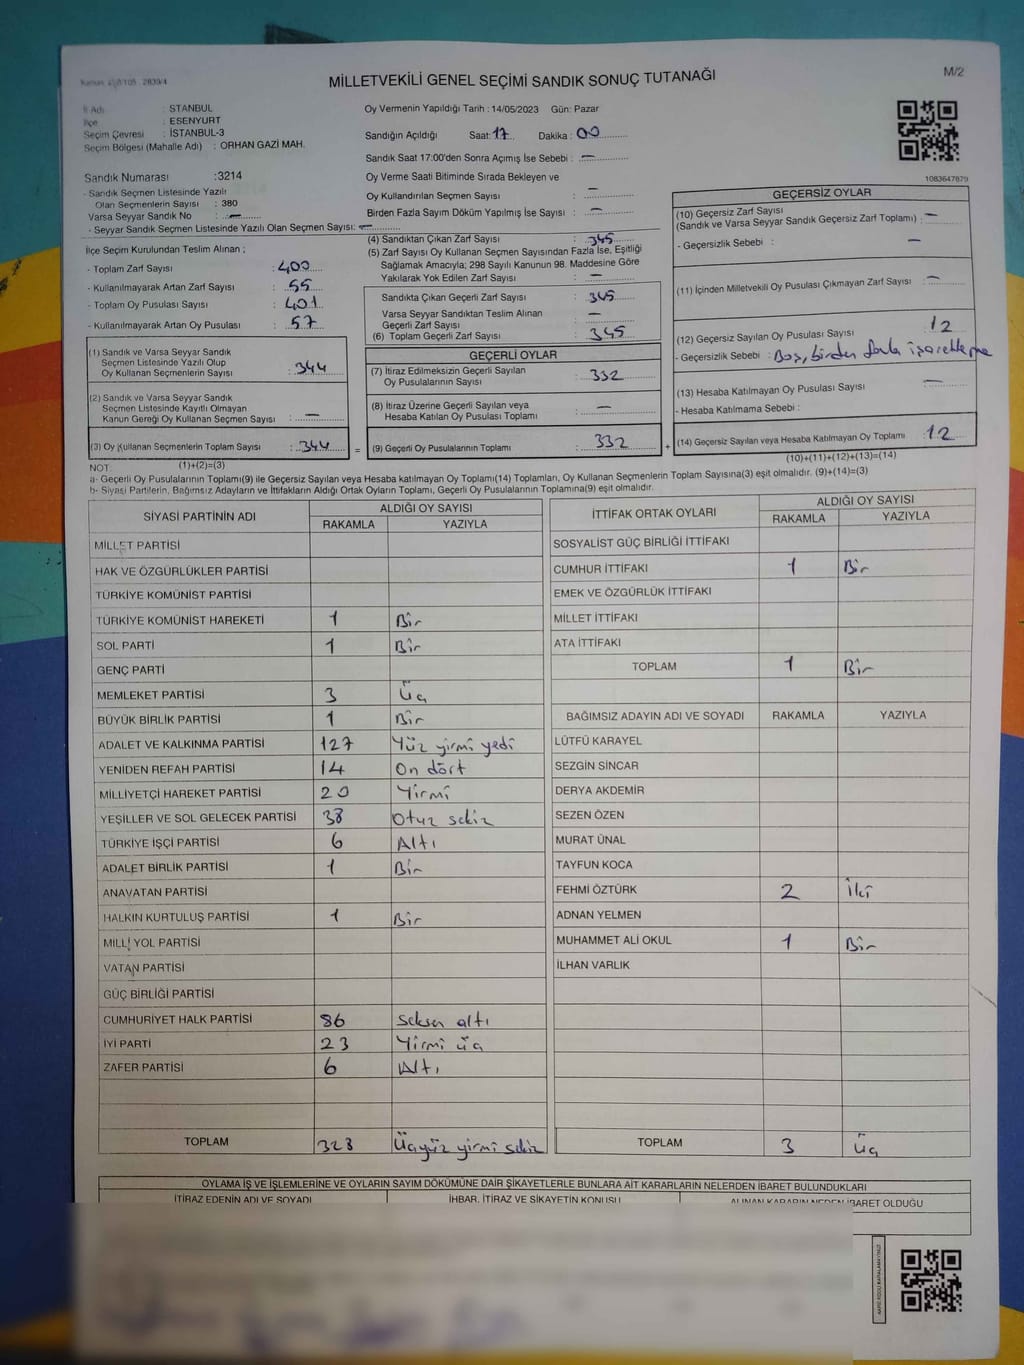 MİLLETVEKİLİ GENEL SEÇİMİ SANDIK SONUÇ TUTANAĞI
M/2
İl Adı : STANBUL
İlçe : ESENYURT
Seçim Çevresi : İSTANBUL-3
Seçim Bölgesi (Mahalle Adı) : ORHAN GAZİ MAH.
Sandık Numarası :3214
- Sandık Seçmen Listesinde Yazılı
Olan Seçmenlerin Sayısı : 380
Varsa Seyyar Sandık No : —
- Seyyar Sandık Seçmen Listesinde Yazılı Olan Seçmen Sayısı: —
Oy Vermenin Yapıldığı Tarih : 14/05/2023 Gün: Pazar
Sandığın Açıldığı Saat: 17 Dakika : 00
Sandık Saat 17:00'den Sonra Açımış İse Sebebi : —
Oy Verme Saati Bitiminde Sırada Bekleyen ve
Oy Kullandırılan Seçmen Sayısı : —
Birden Fazla Sayım Döküm Yapılmış İse Sayısı : —
1083647879
İlçe Seçim Kurulundan Teslim Alınan ;
- Toplam Zarf Sayısı : 400
- Kullanılmayarak Artan Zarf Sayısı : 55
- Toplam Oy Pusulası Sayısı : 401
- Kullanılmayarak Artan Oy Pusulası : 57
(1) Sandık ve Varsa Seyyar Sandık
Seçmen Listesinde Yazılı Olup
Oy Kullanan Seçmenlerin Sayısı : 344
(2) Sandık ve Varsa Seyyar Sandık
Seçmen Listesinde Kayıtlı Olmayan
Kanun Gereği Oy Kullanan Seçmen Sayısı : —
(3) Oy Kullanan Seçmenlerin Toplam Sayısı : 344
(1)+(2)=(3)
(4) Sandıktan Çıkan Zarf Sayısı : 345
(5) Zarf Sayısı Oy Kullanan Seçmen Sayısından Fazla İse, Eşitliği
Sağlamak Amacıyla; 298 Sayılı Kanunun 98. Maddesine Göre
Yakılarak Yok Edilen Zarf Sayısı : —
Sandıkta Çıkan Geçerli Zarf Sayısı : 345
Varsa Seyyar Sandıktan Teslim Alınan
Geçerli Zarf Sayısı : —
(6) Toplam Geçerli Zarf Sayısı : 345
GEÇERLİ OYLAR
(7) İtiraz Edilmeksizin Geçerli Sayılan
Oy Pusulalarının Sayısı : 332
(8) İtiraz Üzerine Geçerli Sayılan veya
Hesaba Katılan Oy Pusulası Toplamı : —
= (9) Geçerli Oy Pusulalarının Toplamı : 332
GEÇERSİZ OYLAR
(10) Geçersiz Zarf Sayısı
(Sandık ve Varsa Seyyar Sandık Geçersiz Zarf Toplamı) : —
- Geçersizlik Sebebi : —
(11) İçinden Milletvekili Oy Pusulası Çıkmayan Zarf Sayısı : —
(12) Geçersiz Sayılan Oy Pusulası Sayısı : 12
- Geçersizlik Sebebi : Boş, birden fazla işaretleme
(13) Hesaba Katılmayan Oy Pusulası Sayısı : —
- Hesaba Katılmama Sebebi :
+ (14) Geçersiz Sayılan veya Hesaba Katılmayan Oy Toplamı : 12
(10)+(11)+(12)+(13)=(14)
NOT:
a- Geçerli Oy Pusulalarının Toplamı(9) ile Geçersiz Sayılan veya Hesaba katılmayan Oy Toplamı(14) Toplamları, Oy Kullanan Seçmenlerin Toplam Sayısına(3) eşit olmalıdır. (9)+(14)=(3)
b- Siyasi Partilerin, Bağımsız Adayların ve İttifakların Aldığı Ortak Oyların Toplamı, Geçerli Oy Pusulalarının Toplamına(9) eşit olmalıdır.
SİYASİ PARTİNİN ADI ALDIĞI OY SAYISI
RAKAMLA YAZIYLA
MİLLET PARTİSİ
HAK VE ÖZGÜRLÜKLER PARTİSİ
TÜRKİYE KOMÜNİST PARTİSİ
TÜRKİYE KOMÜNİST HAREKETİ 1 Bir
SOL PARTİ 1 Bir
GENÇ PARTİ
MEMLEKET PARTİSİ 3 Üç
BÜYÜK BİRLİK PARTİSİ 1 Bir
ADALET VE KALKINMA PARTİSİ 127 Yüz yirmi yedi
YENİDEN REFAH PARTİSİ 14 On dört
MİLLİYETÇİ HAREKET PARTİSİ 20 Yirmi
YEŞİLLER VE SOL GELECEK PARTİSİ 38 Otuz sekiz
TÜRKİYE İŞÇİ PARTİSİ 6 Altı
ADALET BİRLİK PARTİSİ 1 Bir
ANAVATAN PARTİSİ
HALKIN KURTULUŞ PARTİSİ 1 Bir
MİLLİ YOL PARTİSİ
VATAN PARTİSİ
GÜÇ BİRLİĞİ PARTİSİ
CUMHURİYET HALK PARTİSİ 86 Seksen altı
İYİ PARTİ 23 Yirmi üç
ZAFER PARTİSİ 6 Altı
TOPLAM 328 Üçyüz yirmi sekiz
İTTİFAK ORTAK OYLARI ALDIĞI OY SAYISI
RAKAMLA YAZIYLA
SOSYALİST GÜÇ BİRLİĞİ İTTİFAKI
CUMHUR İTTİFAKI 1 Bir
EMEK VE ÖZGÜRLÜK İTTİFAKI
MİLLET İTTİFAKI
ATA İTTİFAKI
TOPLAM 1 Bir
BAĞIMSIZ ADAYIN ADI VE SOYADI RAKAMLA YAZIYLA
LÜTFÜ KARAYEL
SEZGİN SİNCAR
DERYA AKDEMİR
SEZEN ÖZEN
MURAT ÜNAL
TAYFUN KOCA
FEHMİ ÖZTÜRK 2 İki
ADNAN YELMEN
MUHAMMET ALİ OKUL 1 Bir
İLHAN VARLIK
TOPLAM 3 Üç
OYLAMA İŞ VE İŞLEMLERİNE VE OYLARIN SAYIM DÖKÜMÜNE DAİR ŞİKAYETLERLE BUNLARA AİT KARARLARIN NELERDEN İBARET BULUNDUKLARI
İTİRAZ EDENİN ADI VE SOYADI İHBAR, İTİRAZ VE ŞİKAYETİN KONUSU ALINAN KARARIN NEDEN İBARET OLDUĞU